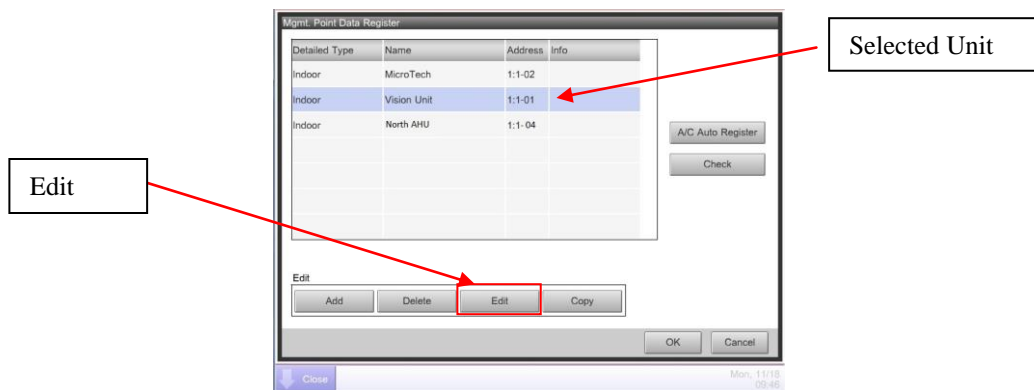 Mgmt. Point Data Register
Detailed Type Name Address Info
Indoor MicroTech 1:1-02
Indoor Vision Unit 1:1-01
Indoor North AHU 1:1-04
Selected Unit
A/C Auto Register
Check
Edit
Edit
Add Delete Edit Copy
OK Cancel
Close
Mon, 11/18
09:46